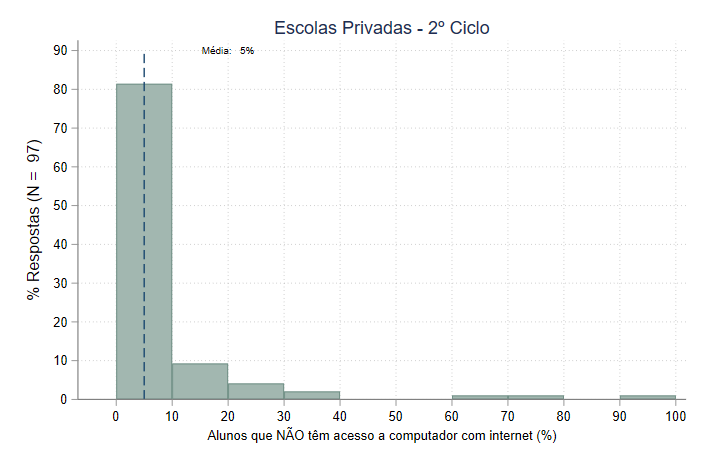 Escolas Privadas - 2º Ciclo
Média:   5%
% Respostas (N =  97)
90
80
70
60
50
40
30
20
10
0
0 10 20 30 40 50 60 70 80 90 100
Alunos que NÃO têm acesso a computador com internet (%)